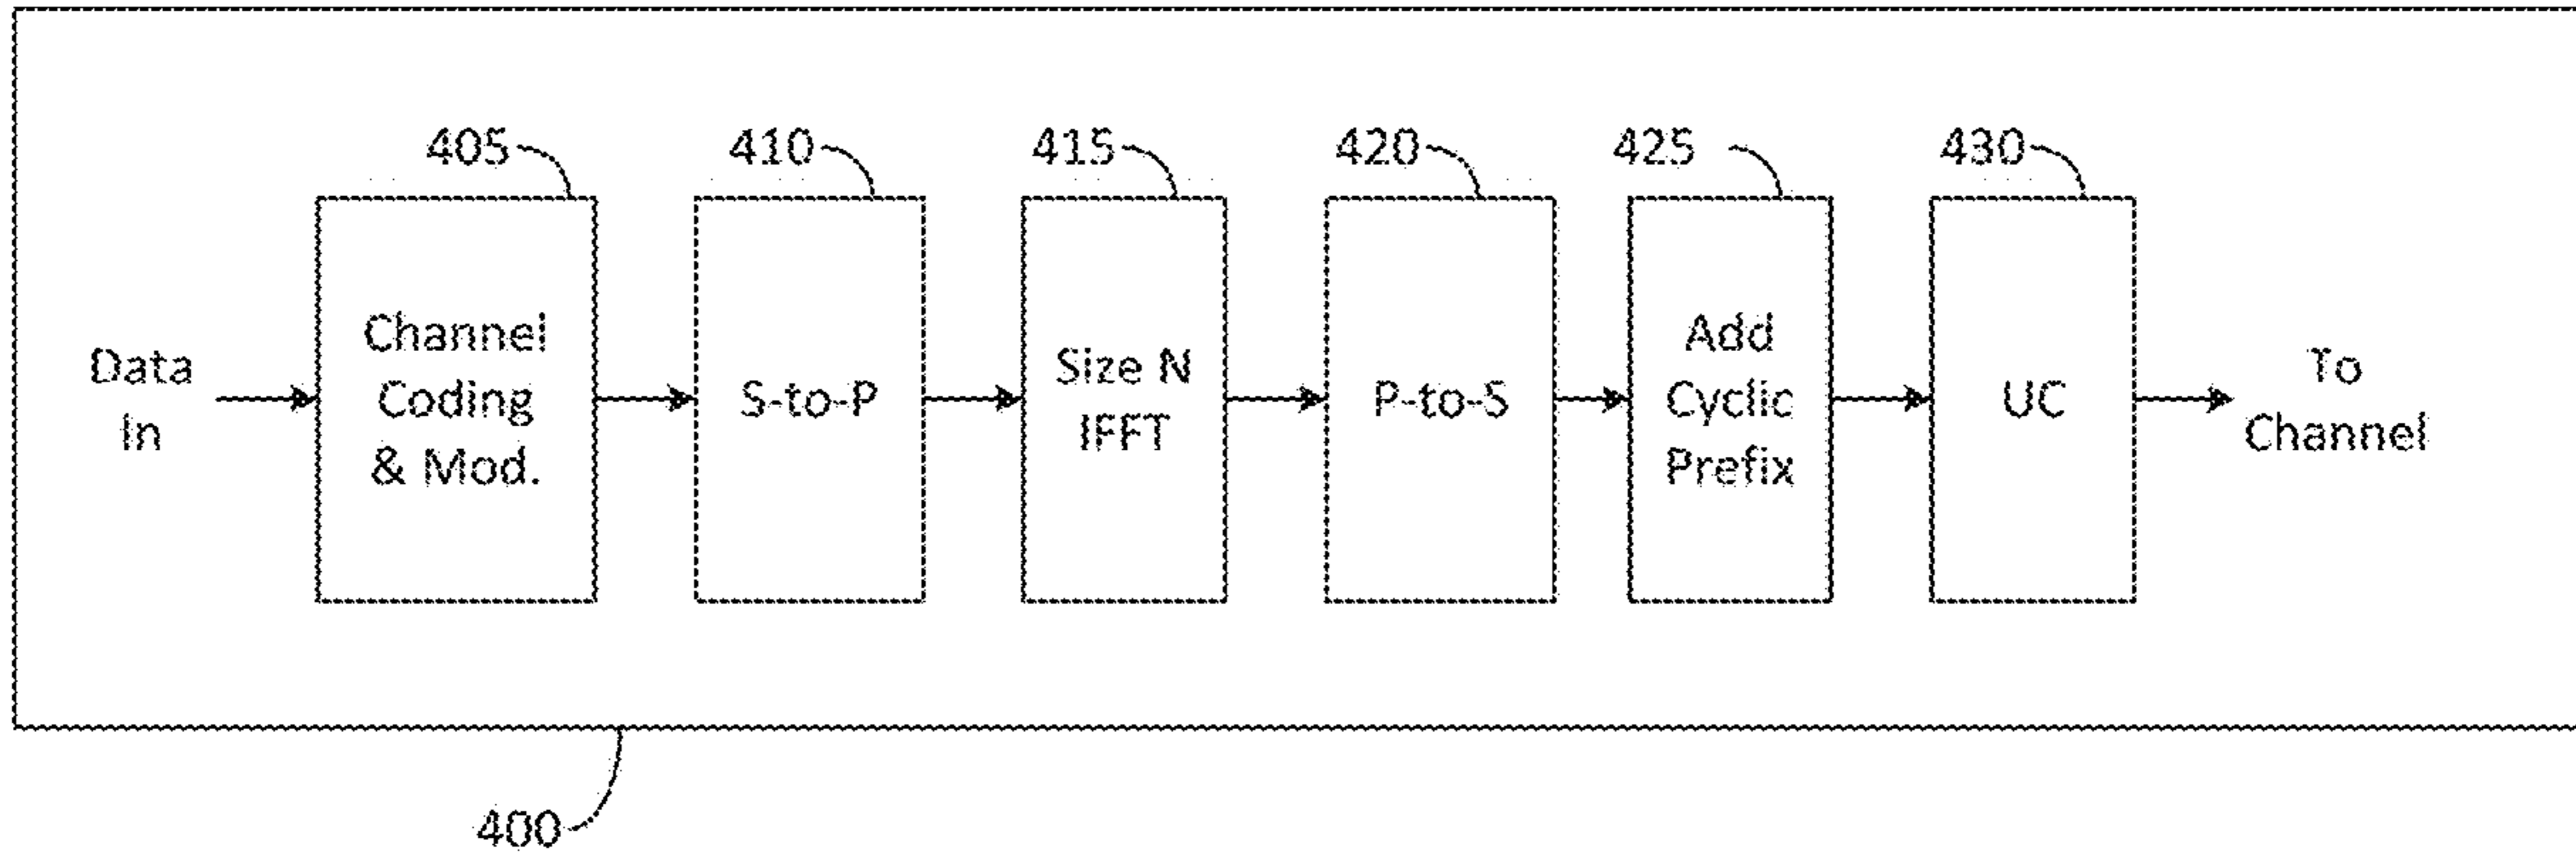 405
410
415
420
425
430
Data
In
Channel
Coding
& Mod.
S-to-P
Size N
IFFT
P-to-S
Add
Cyclic
Prefix
UC
To
Channel
400